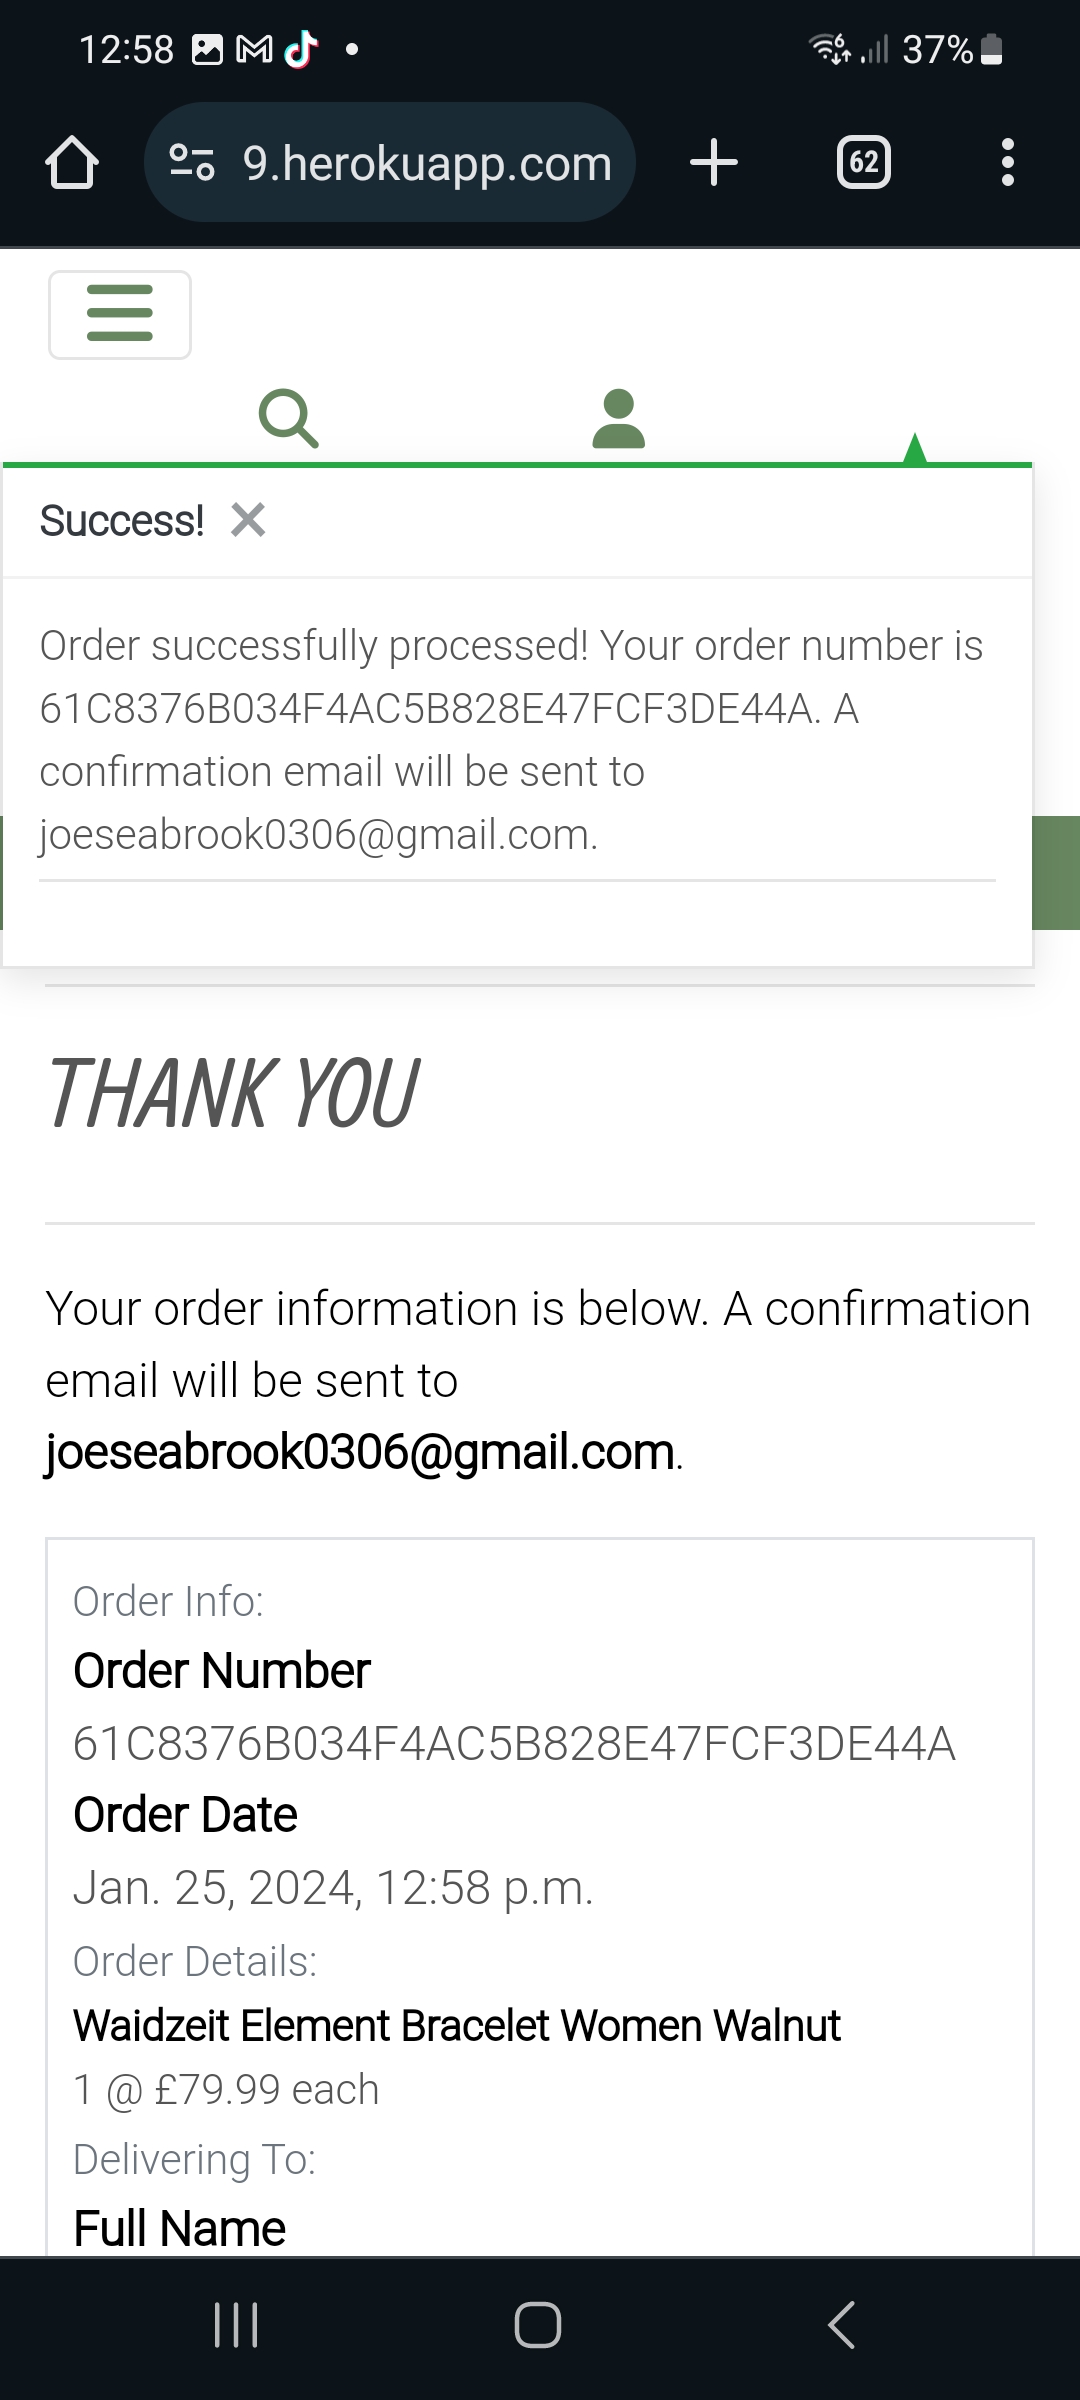 12:58
37%
9.herokuapp.com
62
Success!
Order successfully processed! Your order number is
61C8376B034F4AC5B828E47FCF3DE44A. A
confirmation email will be sent to
joeseabrook0306@gmail.com.
THANK YOU
Your order information is below. A confirmation
email will be sent to
joeseabrook0306@gmail.com.
Order Info:
Order Number
61C8376B034F4AC5B828E47FCF3DE44A
Order Date
Jan. 25, 2024, 12:58 p.m.
Order Details:
Waidzeit Element Bracelet Women Walnut
1 @ £79.99 each
Delivering To:
Full Name